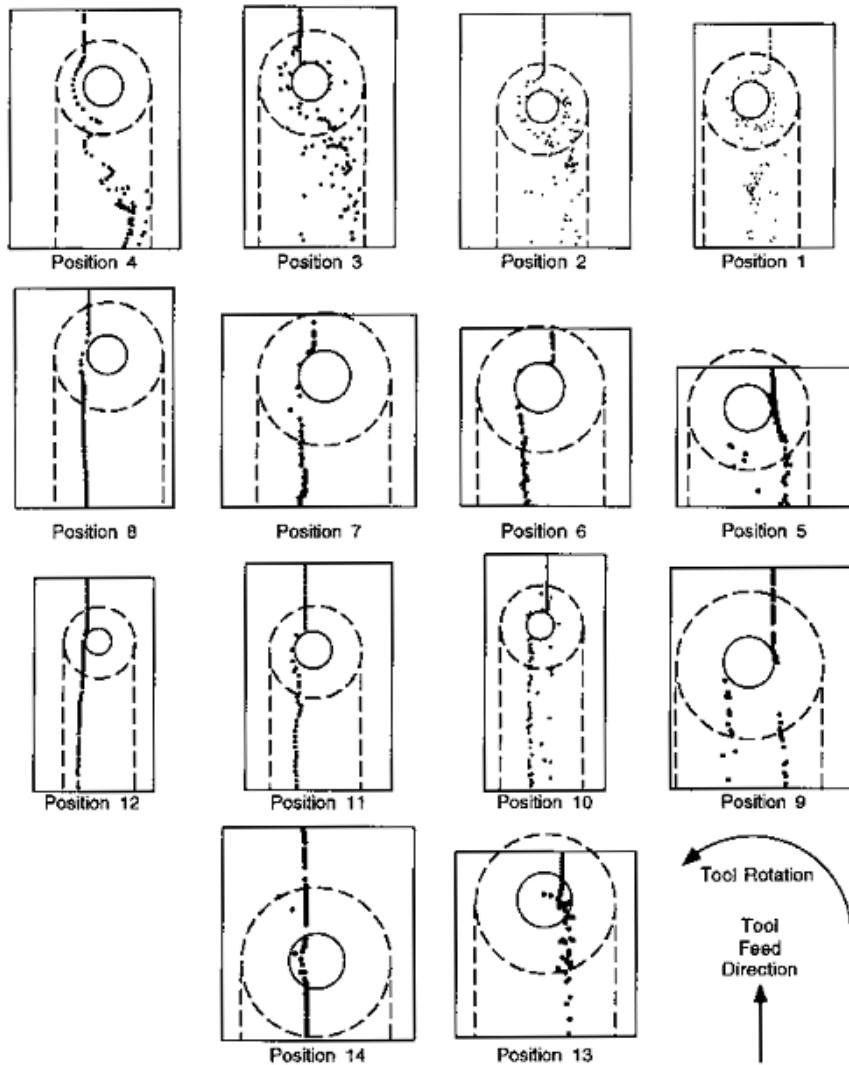 Position 4
Position 3
Position 2
Position 1
Position 8
Position 7
Position 6
Position 5
Position 12
Position 11
Position 10
Position 9
Position 14
Position 13
Tool Rotation
Tool
Feed
Direction